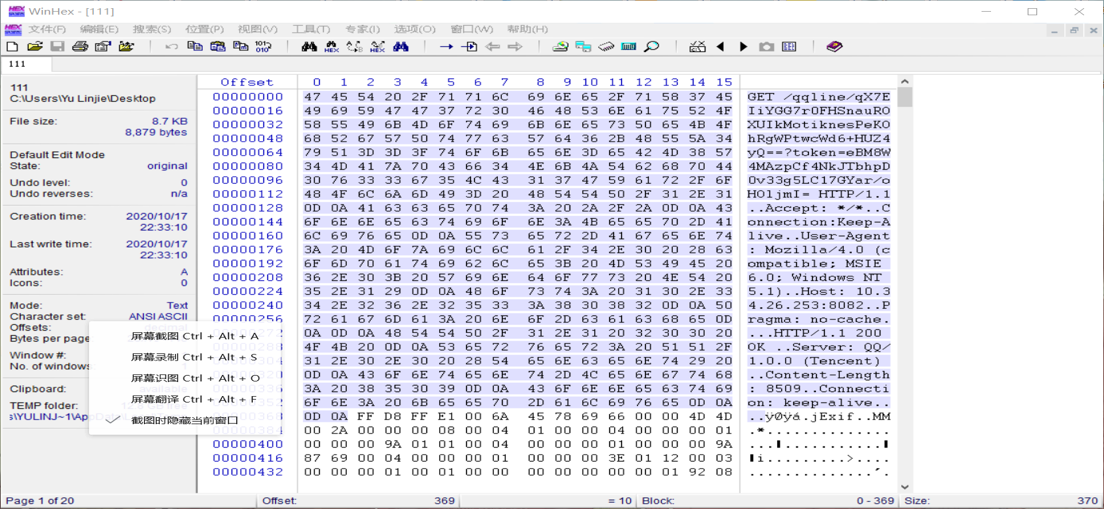 WinHex - [111]
文件(F) 编辑(E) 搜索(S) 位置(P) 视图(V) 工具(T) 专家(I) 选项(O) 窗口(W) 帮助(H)
111
111
C:\Users\Yu Linjie\Desktop
File size: 8.7 KB
8,879 bytes
Default Edit Mode
State: original
Undo level: 0
Undo reverses: n/a
Creation time: 2020/10/17
22:33:10
Last write time: 2020/10/17
22:33:10
Attributes: A
Icons: 0
Mode: Text
Character set: ANSI ASCII
Offsets:
Bytes per page
Window #:
No. of windows
Clipboard:
TEMP folder:
s\YULINJ~1\App
屏幕截图 Ctrl + Alt + A
屏幕录制 Ctrl + Alt + S
屏幕识图 Ctrl + Alt + O
屏幕翻译 Ctrl + Alt + F
截图时隐藏当前窗口
Offset 0 1 2 3 4 5 6 7 8 9 10 11 12 13 14 15
00000000 47 45 54 20 2F 71 71 6C 69 6E 65 2F 71 58 37 45 GET /qqline/qX7E
00000016 49 69 59 47 47 37 72 30 46 48 53 6E 61 75 52 4F IiYGG7r0FHSnauRO
00000032 58 55 49 6B 4D 6F 74 69 6B 6E 65 73 50 65 4B 4F XUIkMotiknesPeKO
00000048 68 52 67 57 50 74 77 63 57 64 36 2B 48 55 5A 34 hRgWPtwcWd6+HUZ4
00000064 79 51 3D 3D 3F 74 6F 6B 65 6E 3D 65 42 4D 38 57 yQ==?token=eBM8W
00000080 34 4D 41 7A 70 43 66 34 4E 6B 4A 54 62 68 70 44 4MAzpCf4NkJTbhpD
00000096 30 76 33 33 67 35 4C 43 31 37 47 59 61 72 2F 6F 0v33g5LC17GYar/o
00000112 48 4F 6C 6A 6D 49 3D 20 48 54 54 50 2F 31 2E 31 HOljmI= HTTP/1.1
00000128 0D 0A 41 63 63 65 70 74 3A 20 2A 2F 2A 0D 0A 43 ..Accept: */*..C
00000144 6F 6E 6E 65 63 74 69 6F 6E 3A 4B 65 65 70 2D 41 onnection:Keep-A
00000160 6C 69 76 65 0D 0A 55 73 65 72 2D 41 67 65 6E 74 live..User-Agent
00000176 3A 20 4D 6F 7A 69 6C 6C 61 2F 34 2E 30 20 28 63 : Mozilla/4.0 (c
00000192 6F 6D 70 61 74 69 62 6C 65 3B 20 4D 53 49 45 20 ompatible; MSIE
00000208 36 2E 30 3B 20 57 69 6E 64 6F 77 73 20 4E 54 20 6.0; Windows NT
00000224 35 2E 31 29 0D 0A 48 6F 73 74 3A 20 31 30 2E 33 5.1)..Host: 10.3
00000240 34 2E 32 36 2E 32 35 33 3A 38 30 38 32 0D 0A 50 4.26.253:8082..P
00000256 72 61 67 6D 61 3A 20 6E 6F 2D 63 61 63 68 65 0D ragma: no-cache.
0A 0D 0A 48 54 54 50 2F 31 2E 31 20 32 30 30 20 ...HTTP/1.1 200
4F 4B 20 0D 0A 53 65 72 76 65 72 3A 20 51 51 2F OK ..Server: QQ/
31 2E 30 2E 30 20 28 54 65 6E 63 65 6E 74 29 20 1.0.0 (Tencent)
0D 0A 43 6F 6E 74 65 6E 74 2D 4C 65 6E 67 74 68 ..Content-Length
3A 20 38 35 30 39 0D 0A 43 6F 6E 6E 65 63 74 69 : 8509..Connecti
6F 6E 3A 20 6B 65 65 70 2D 61 6C 69 76 65 0D 0A on: keep-alive..
0D 0A FF D8 FF E1 00 6A 45 78 69 66 00 00 4D 4D ..ÿØÿá.jExif..MM
00 2A 00 00 00 08 00 04 01 00 00 04 00 00 00 01 .*..............
00000400 00 00 00 9A 01 01 00 04 00 00 00 01 00 00 00 9A
00000416 87 69 00 04 00 00 00 01 00 00 00 00 3E 01 12 00 03
00000432 00 00 00 01 00 01 00 00 00 00 00 00 00 01 92 08
Page 1 of 20 Offset: 369 = 10 Block: 0 - 369 Size: 370